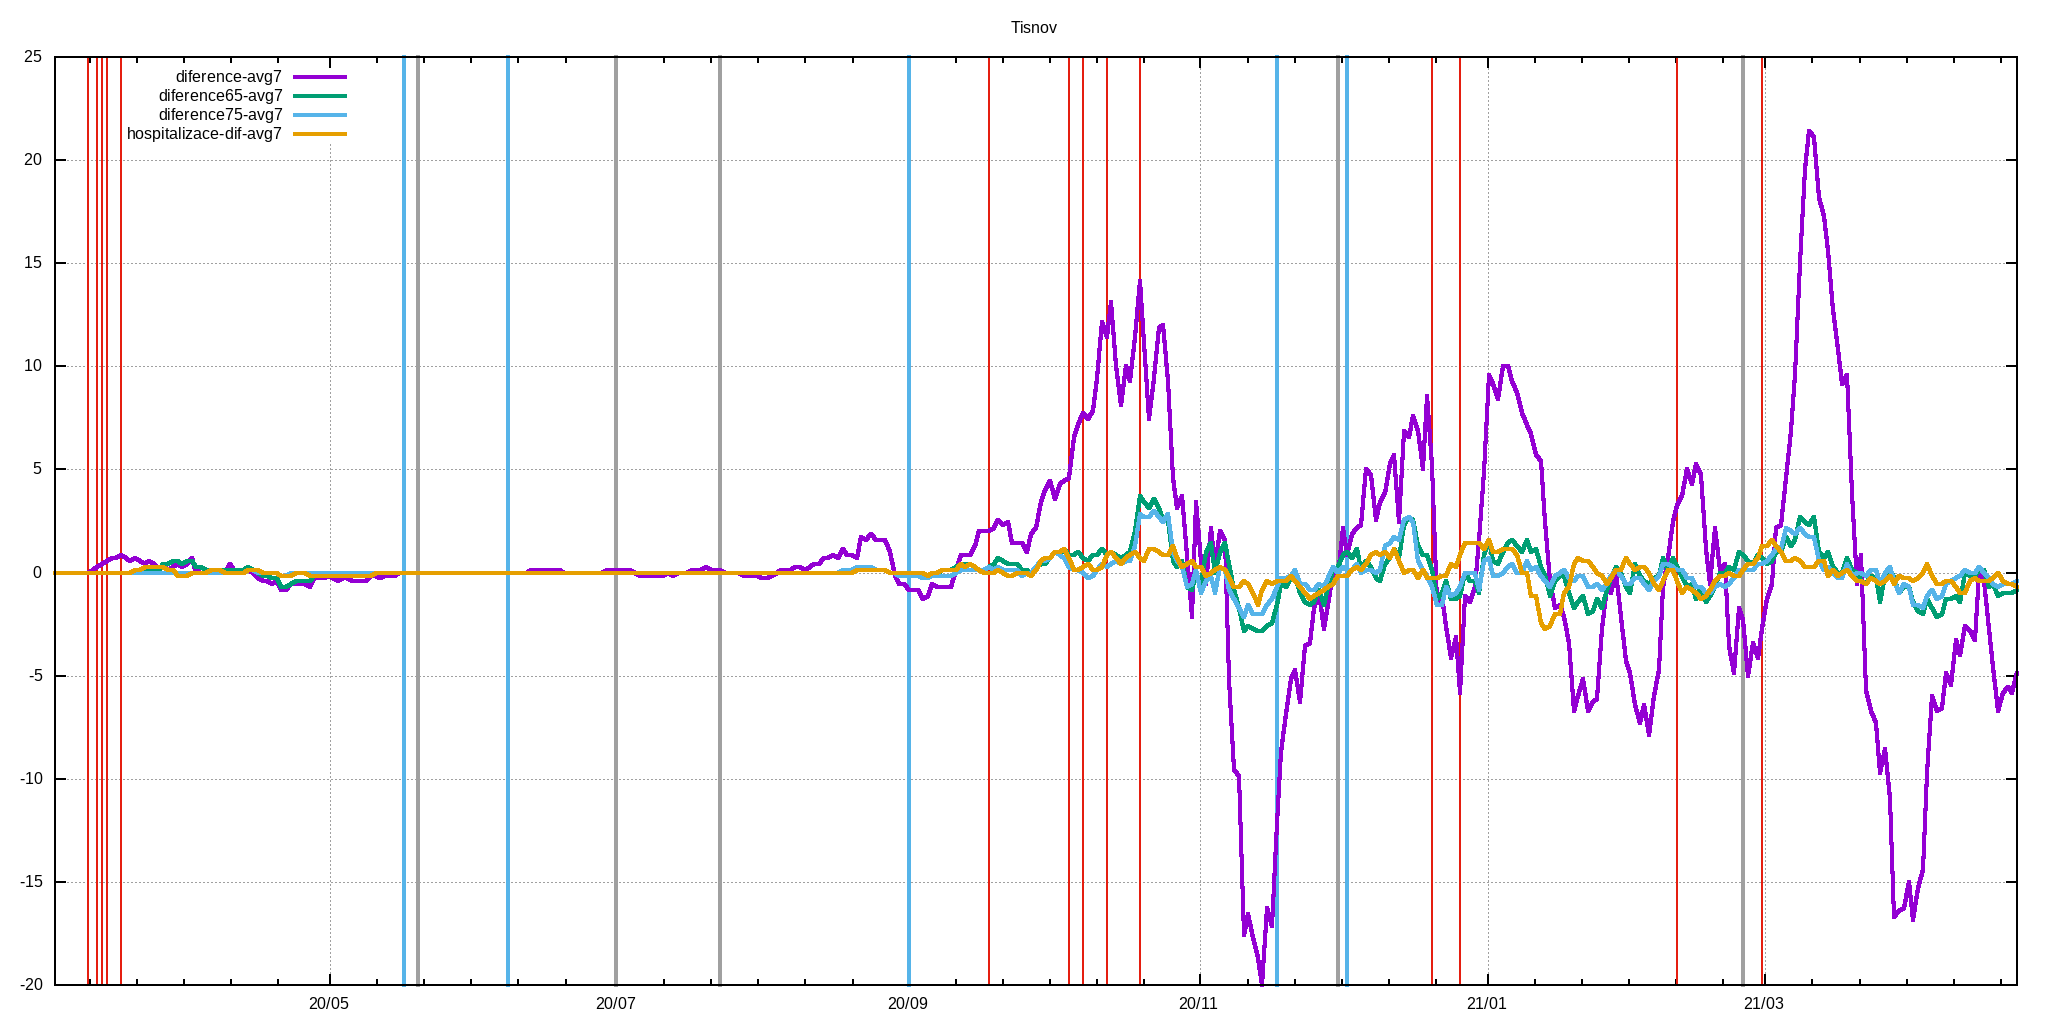 Tisnov
25
20
15
10
5
0
-5
-10
-15
-20
diference-avg7
diference65-avg7
diference75-avg7
hospitalizace-dif-avg7
20/05 20/07 20/09 20/11 21/01 21/03